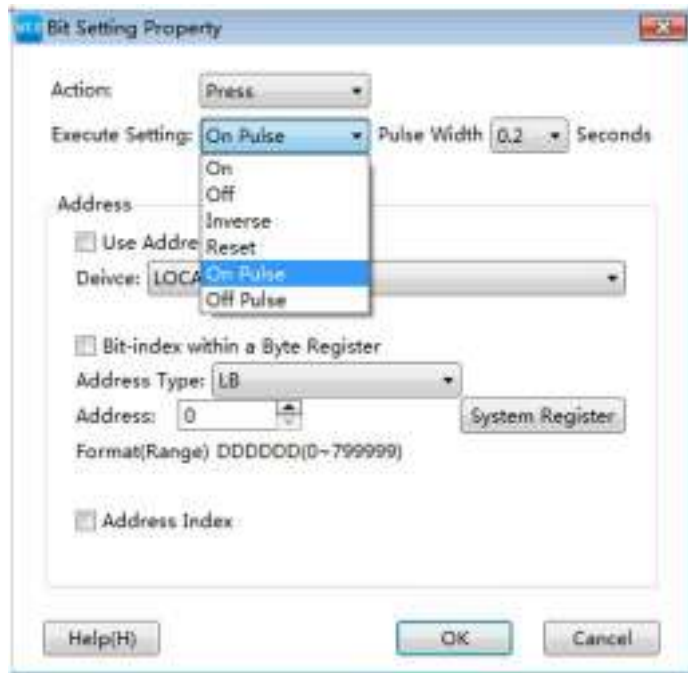 Bit Setting Property
Action: Press
Execute Setting: On Pulse Pulse Width 0.2 Seconds
On
Off
Inverse
Reset
On Pulse
Off Pulse
Address
Use Addre
Deivce: LOCA
Bit-index within a Byte Register
Address Type: LB
Address: 0 System Register
Format(Range) DDDDDD(0~799999)
Address Index
Help(H) OK Cancel